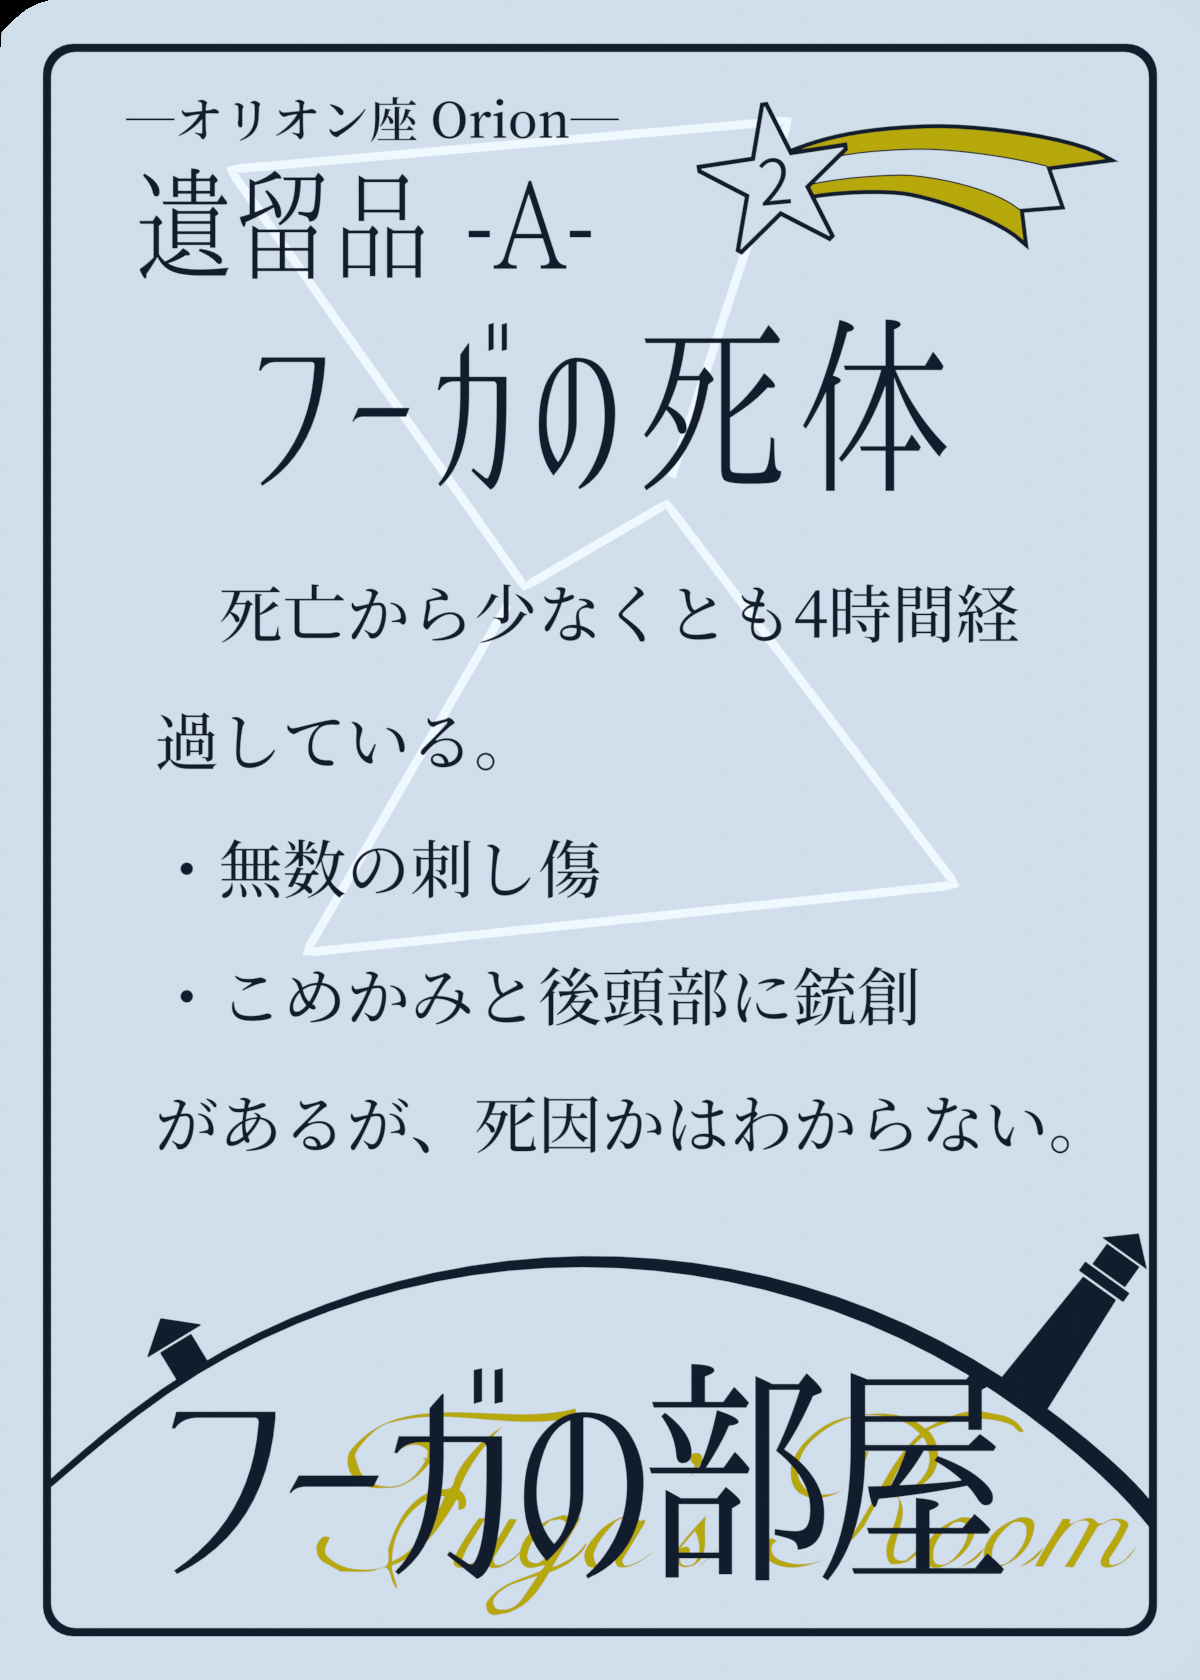 ―オリオン座 Orion―
遺留品 -A-
2
フーガの死体
死亡から少なくとも4時間経
過している。
・無数の刺し傷
・こめかみと後頭部に銃創
があるが、死因かはわからない。
フーガの部屋
Fuga's Room